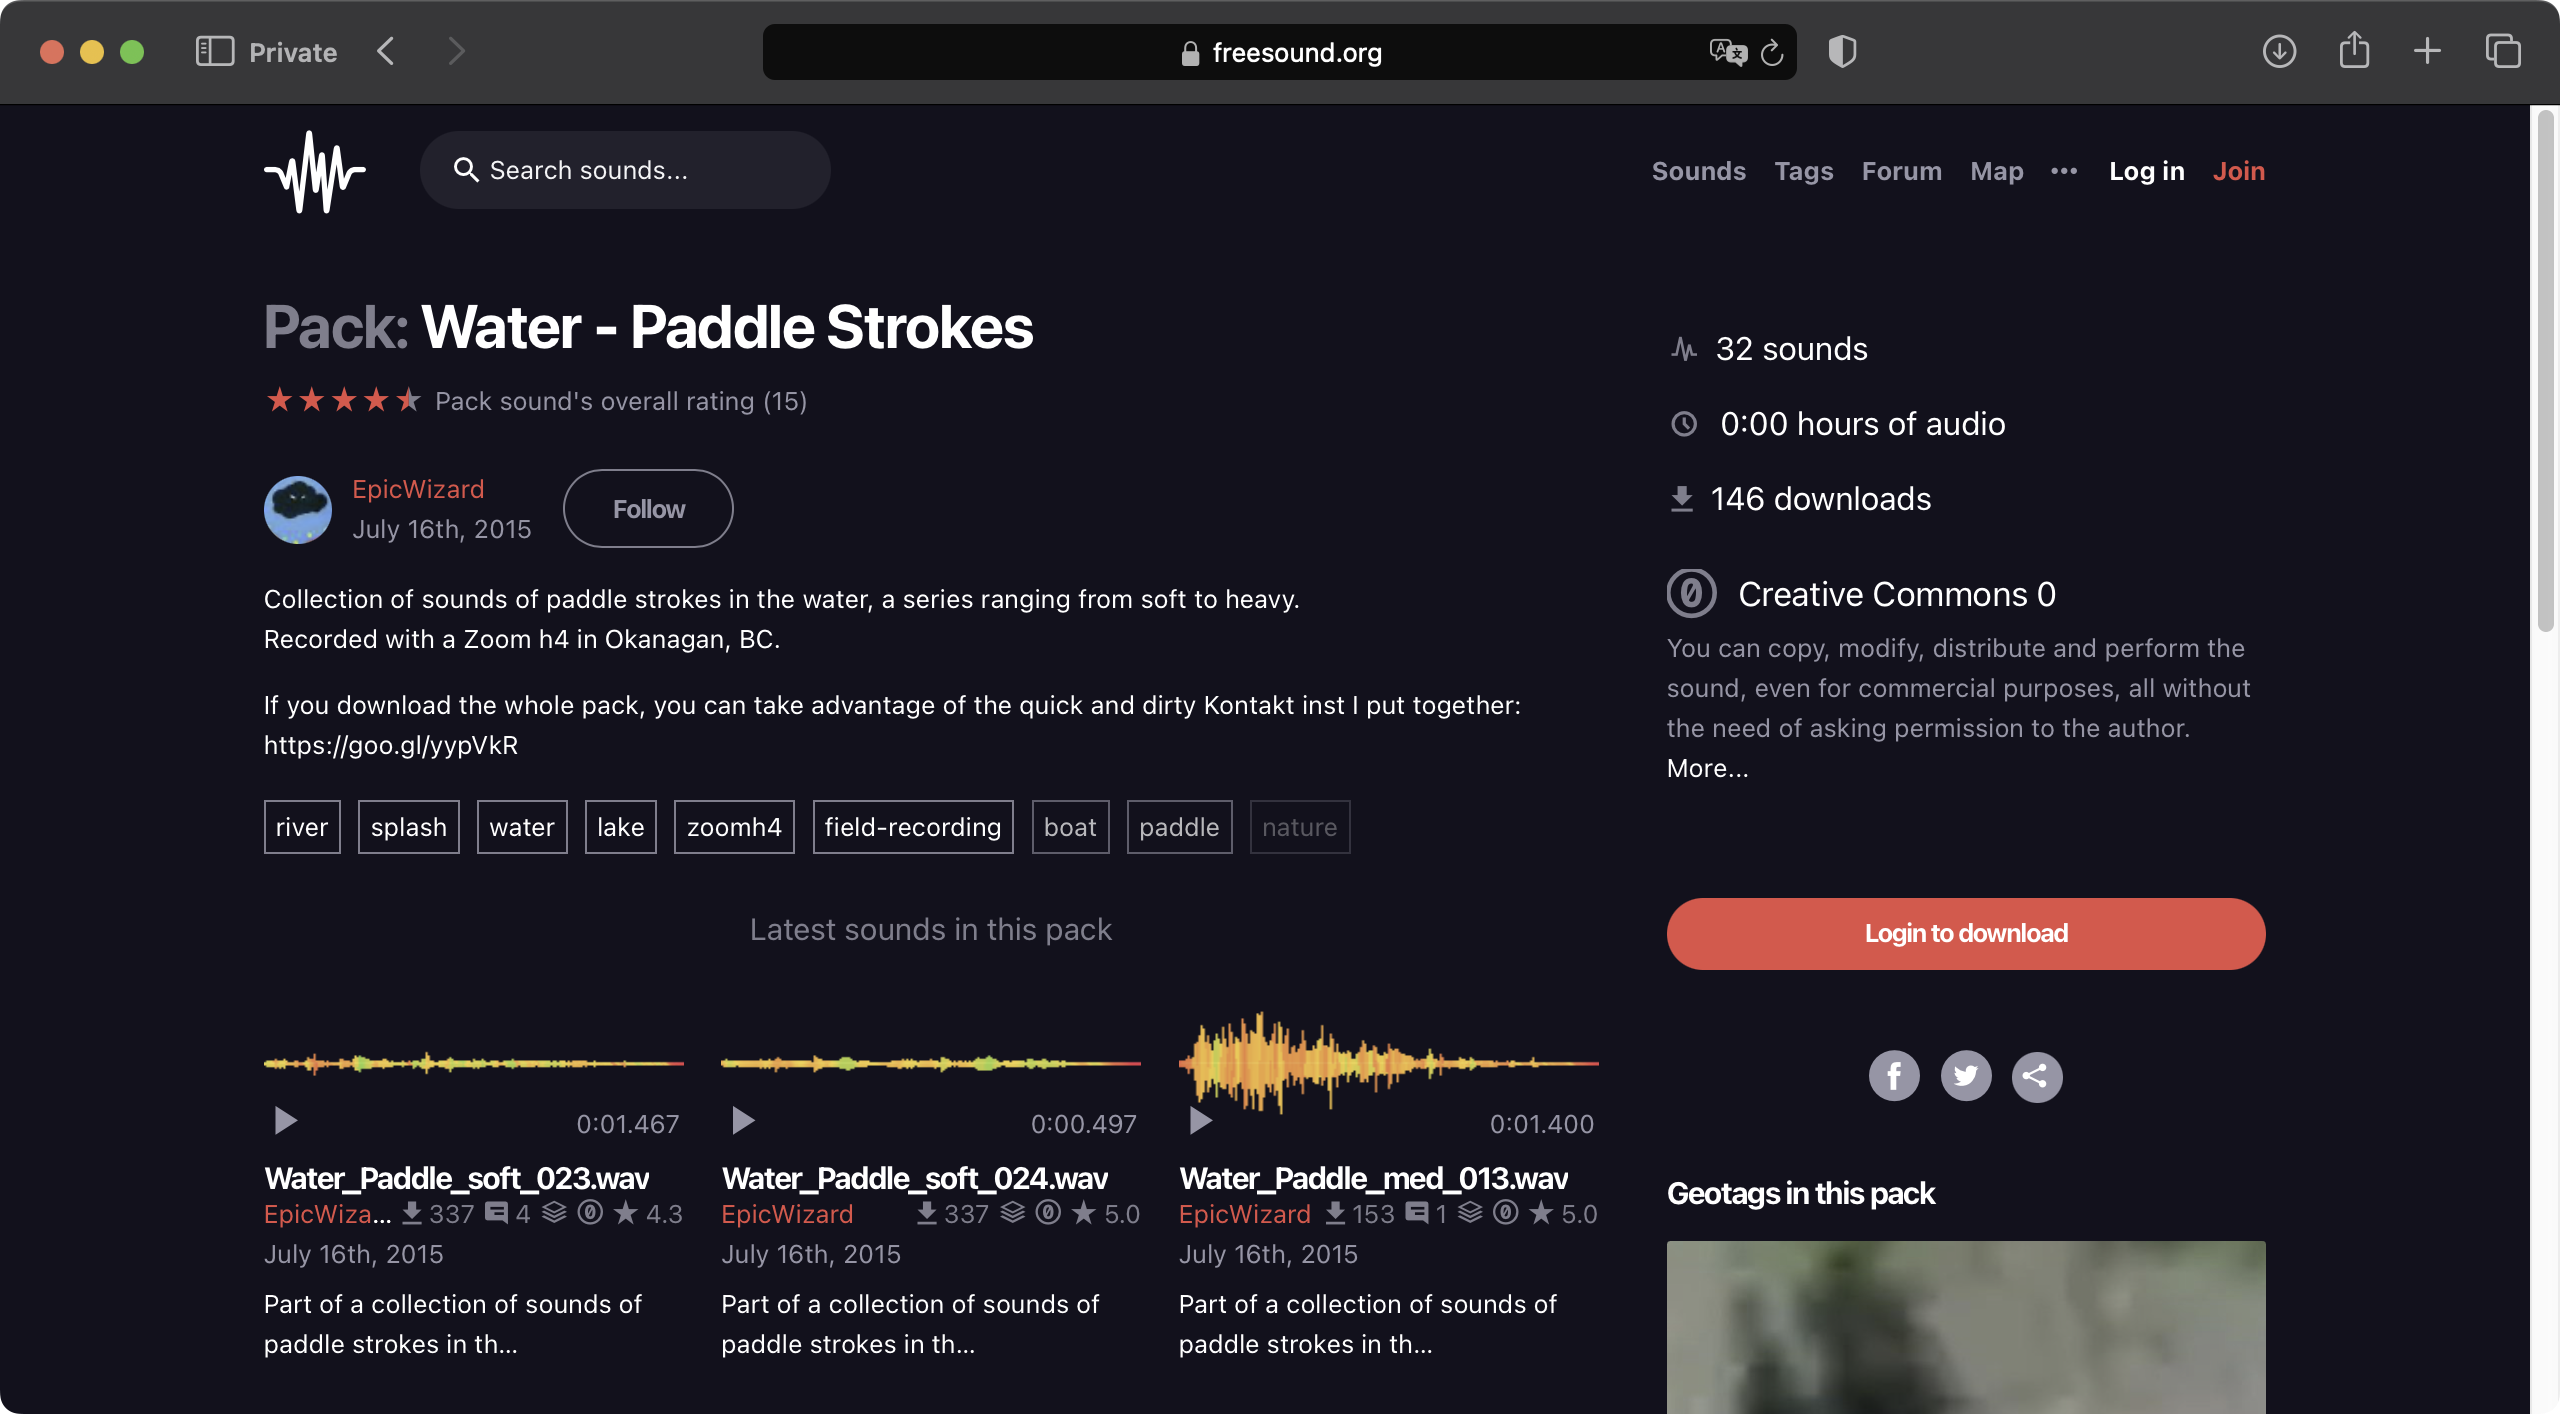 Private
freesound.org
Search sounds...
Sounds Tags Forum Map ••• Log in Join
Pack: Water - Paddle Strokes
Pack sound's overall rating (15)
EpicWizard
July 16th, 2015
Follow
Collection of sounds of paddle strokes in the water, a series ranging from soft to heavy.
Recorded with a Zoom h4 in Okanagan, BC.
If you download the whole pack, you can take advantage of the quick and dirty Kontakt inst I put together:
https://goo.gl/yypVkR
river splash water lake zoomh4 field-recording boat paddle nature
Latest sounds in this pack
0:01.467
Water_Paddle_soft_023.wav
EpicWiza... 337 4 4.3
July 16th, 2015
Part of a collection of sounds of
paddle strokes in th...
0:00.497
Water_Paddle_soft_024.wav
EpicWizard 337 5.0
July 16th, 2015
Part of a collection of sounds of
paddle strokes in th...
0:01.400
Water_Paddle_med_013.wav
EpicWizard 153 1 5.0
July 16th, 2015
Part of a collection of sounds of
paddle strokes in th...
32 sounds
0:00 hours of audio
146 downloads
Creative Commons 0
You can copy, modify, distribute and perform the
sound, even for commercial purposes, all without
the need of asking permission to the author.
More...
Login to download
Geotags in this pack